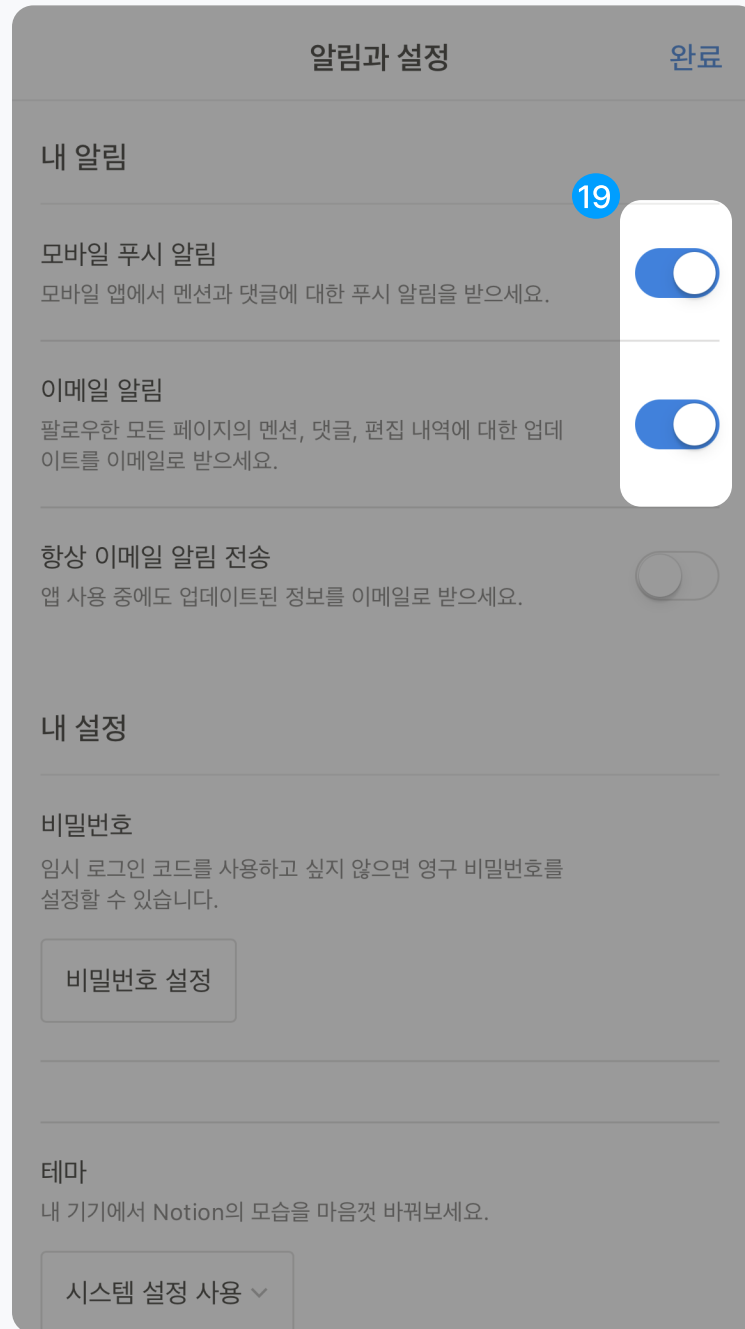 알림과 설정 완료
내 알림
19
모바일 푸시 알림
모바일 앱에서 멘션과 댓글에 대한 푸시 알림을 받으세요.
이메일 알림
팔로우한 모든 페이지의 멘션, 댓글, 편집 내역에 대한 업데
이트를 이메일로 받으세요.
항상 이메일 알림 전송
앱 사용 중에도 업데이트된 정보를 이메일로 받으세요.
내 설정
비밀번호
임시 로그인 코드를 사용하고 싶지 않으면 영구 비밀번호를
설정할 수 있습니다.
비밀번호 설정
테마
내 기기에서 Notion의 모습을 마음껏 바꿔보세요.
시스템 설정 사용